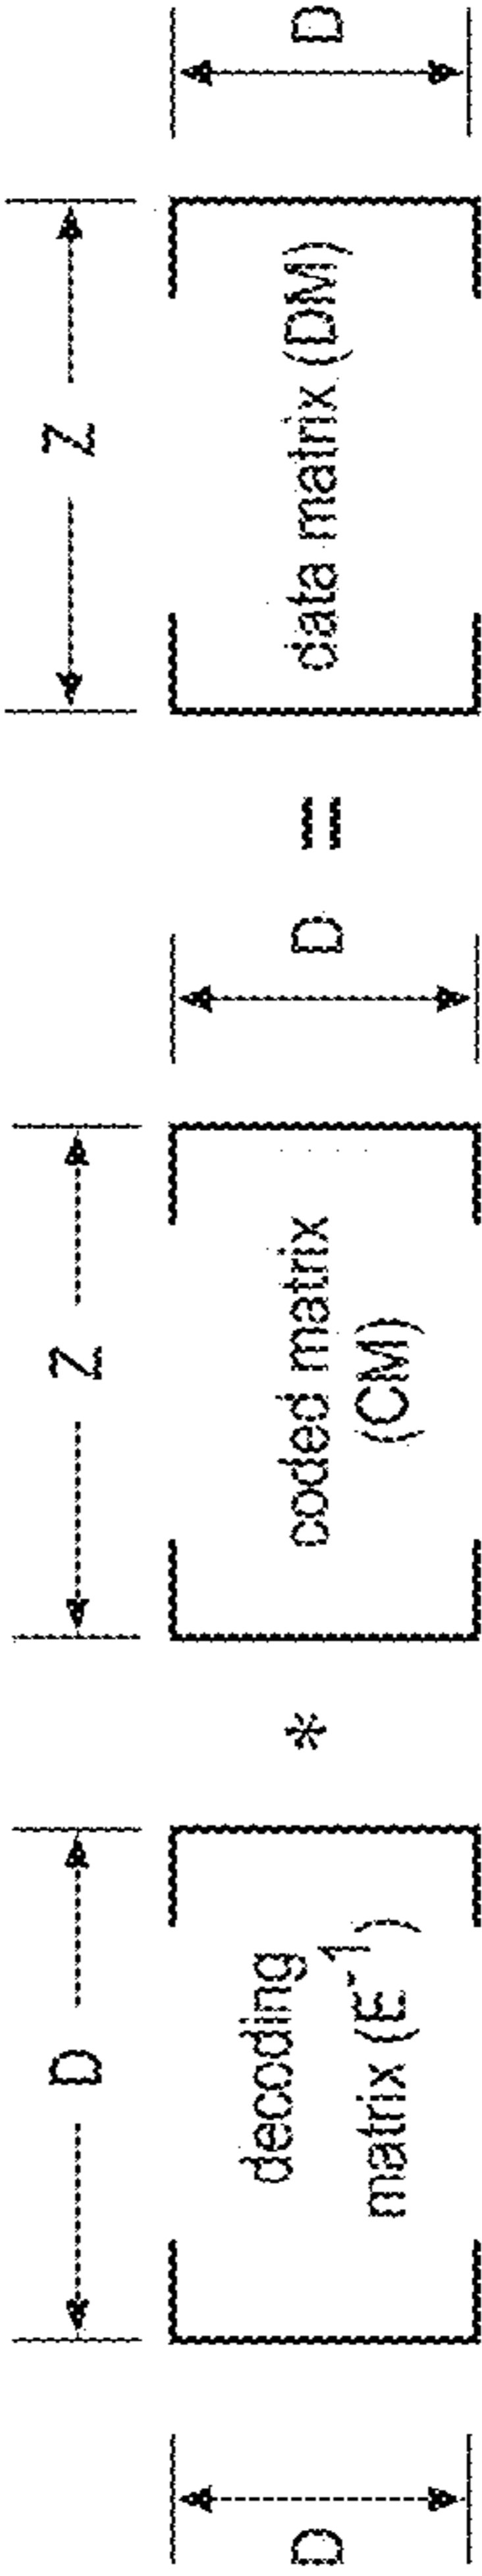 D
Z
Z
D
decoding
matrix (E⁻¹)
*
coded matrix
(CM)
D
=
data matrix (DM)
D